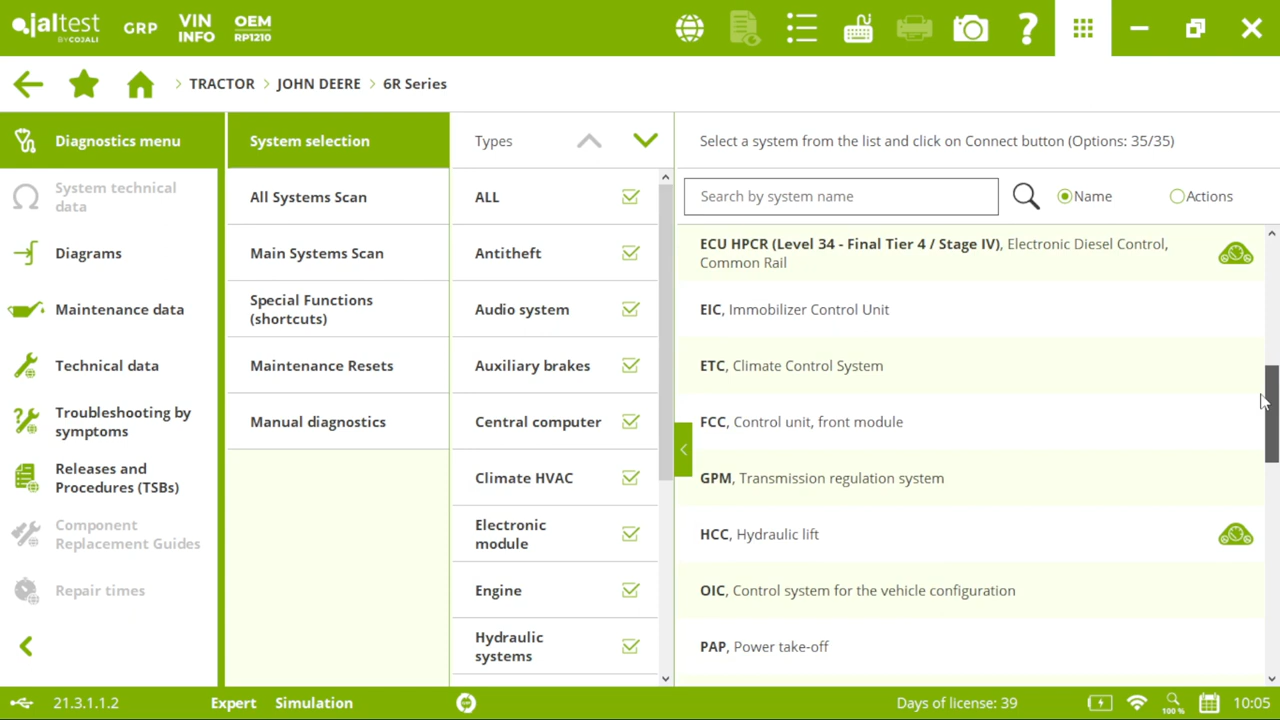 jaltest
BY COJALI
GRP
VIN
INFO
OEM
RP1210
> TRACTOR > JOHN DEERE > 6R Series
Diagnostics menu
System technical
data
Diagrams
Maintenance data
Technical data
Troubleshooting by
symptoms
Releases and
Procedures (TSBs)
Component
Replacement Guides
Repair times
System selection
All Systems Scan
Main Systems Scan
Special Functions
(shortcuts)
Maintenance Resets
Manual diagnostics
Types
ALL
Antitheft
Audio system
Auxiliary brakes
Central computer
Climate HVAC
Electronic
module
Engine
Hydraulic
systems
Select a system from the list and click on Connect button (Options: 35/35)
Search by system name
Name
Actions
ECU HPCR (Level 34 - Final Tier 4 / Stage IV), Electronic Diesel Control,
Common Rail
EIC, Immobilizer Control Unit
ETC, Climate Control System
FCC, Control unit, front module
GPM, Transmission regulation system
HCC, Hydraulic lift
OIC, Control system for the vehicle configuration
PAP, Power take-off
21.3.1.1.2
Expert
Simulation
Days of license: 39
100 %
10:05